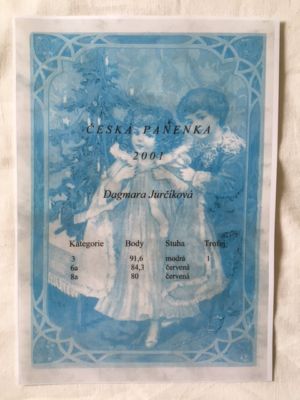 ČESKÁ PANENKA
2001
Dagmara Jurčíková
Kategorie Body Stuha Trofej
3 91,6 modrá 1
6a 84,3 červená
8a 80 červená